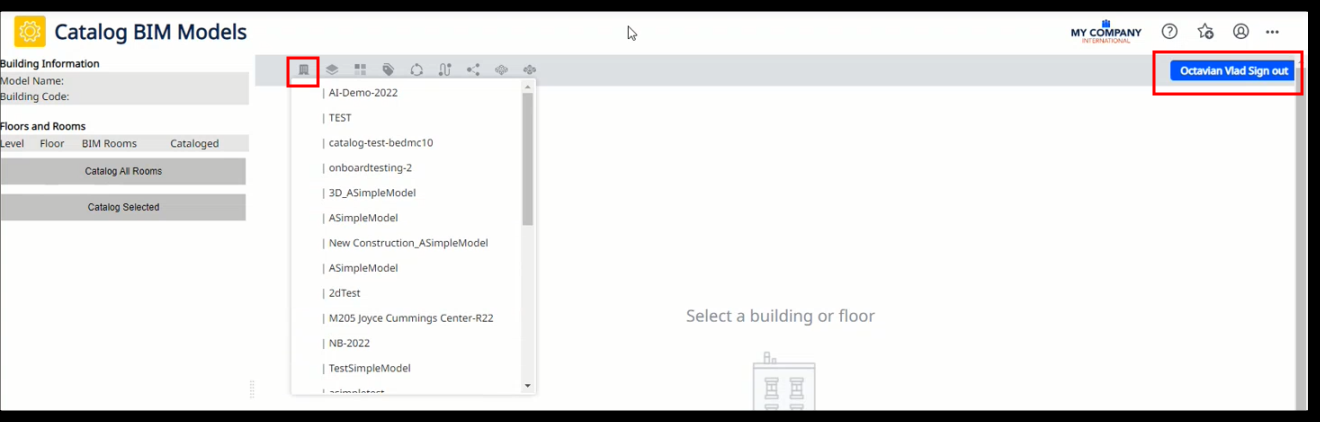 Catalog BIM Models
MY COMPANY
INTERNATIONAL
Building Information
Model Name:
Building Code:
Floors and Rooms
Level Floor BIM Rooms Cataloged
Catalog All Rooms
Catalog Selected
Octavian Vlad Sign out
| AI-Demo-2022
| TEST
| catalog-test-bedmc10
| onboardtesting-2
| 3D_ASimpleModel
| ASimpleModel
| New Construction_ASimpleModel
| ASimpleModel
| 2dTest
| M205 Joyce Cummings Center-R22
| NB-2022
| TestSimpleModel
| asimpletest
Select a building or floor